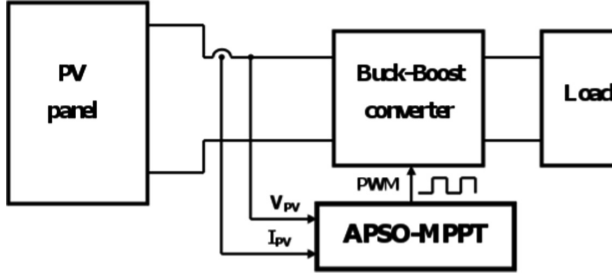 PV
panel
Buck-Boost
converter
Load
PWM
VPV
IPV
APSO-MPPT